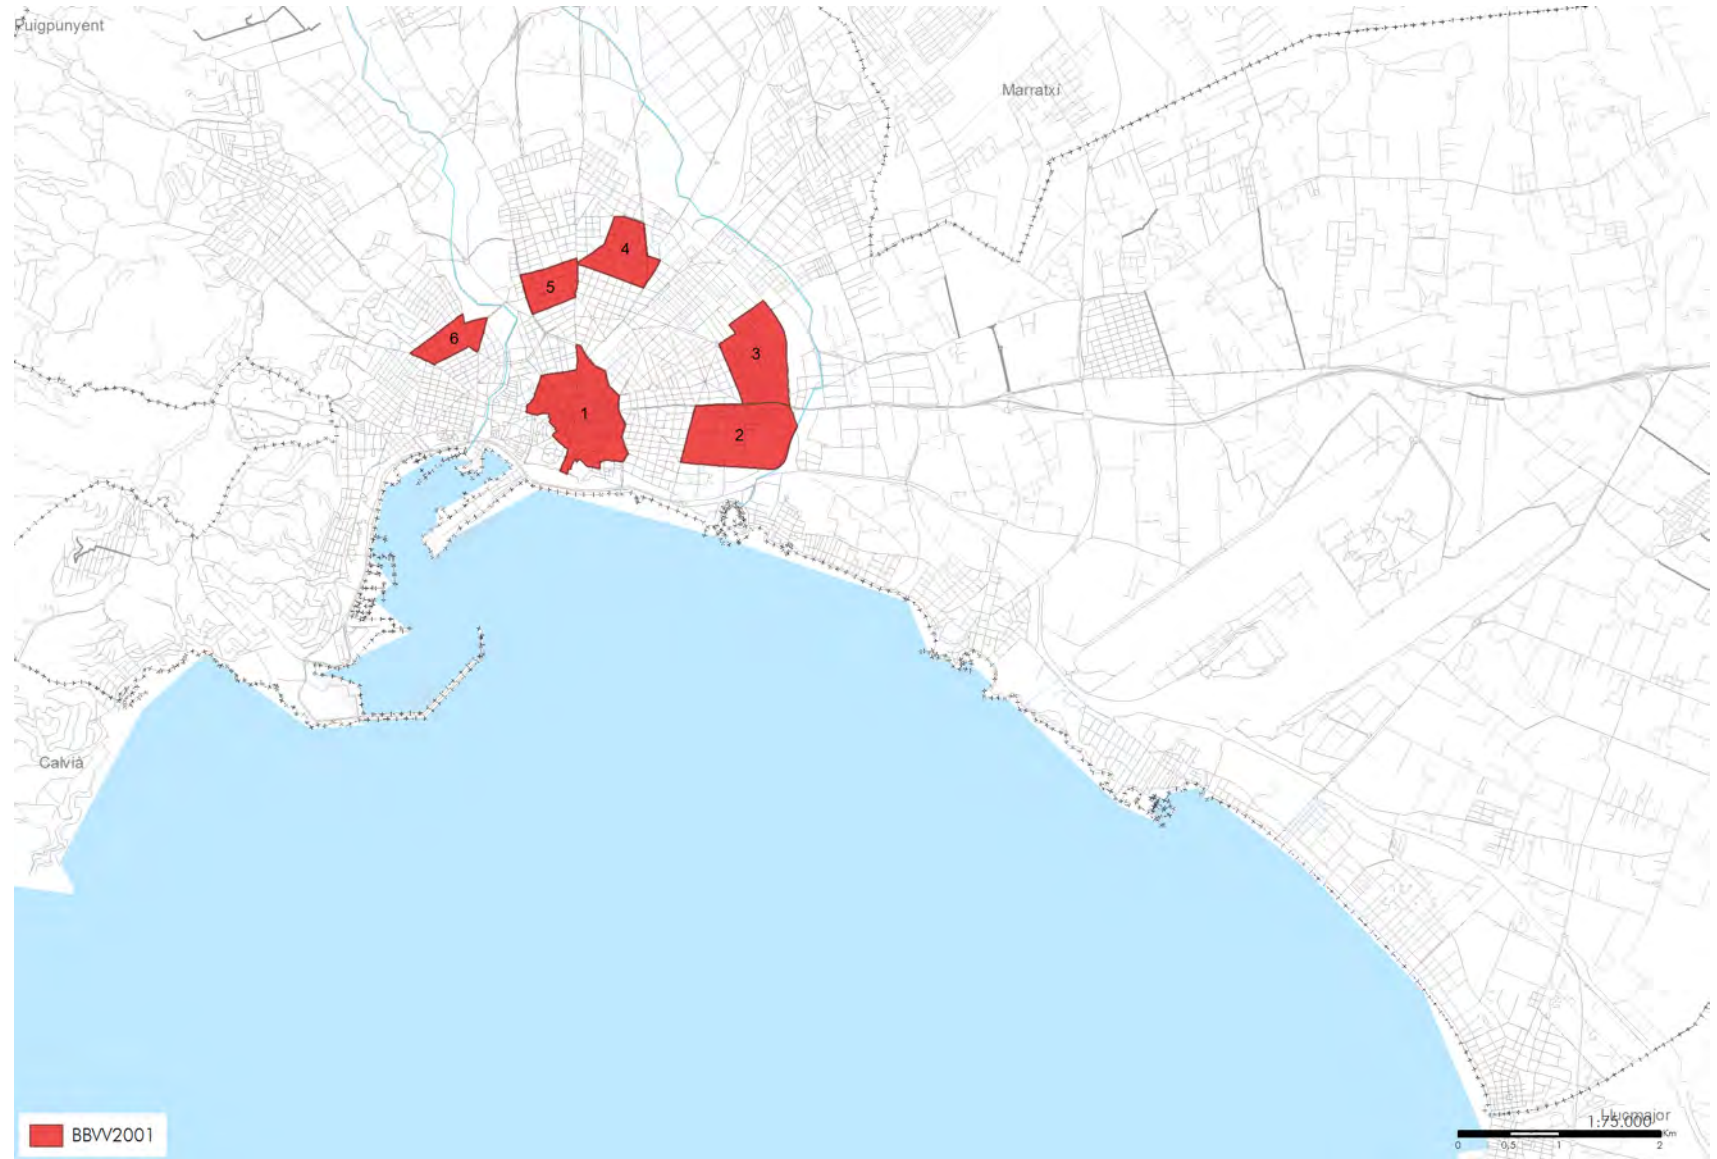 Puigpunyent
Marratxí
4
5
6
3
1
2
Calvià
BBVV2001
Llucmajor
1:75.000
Km
0 0,5 1 2